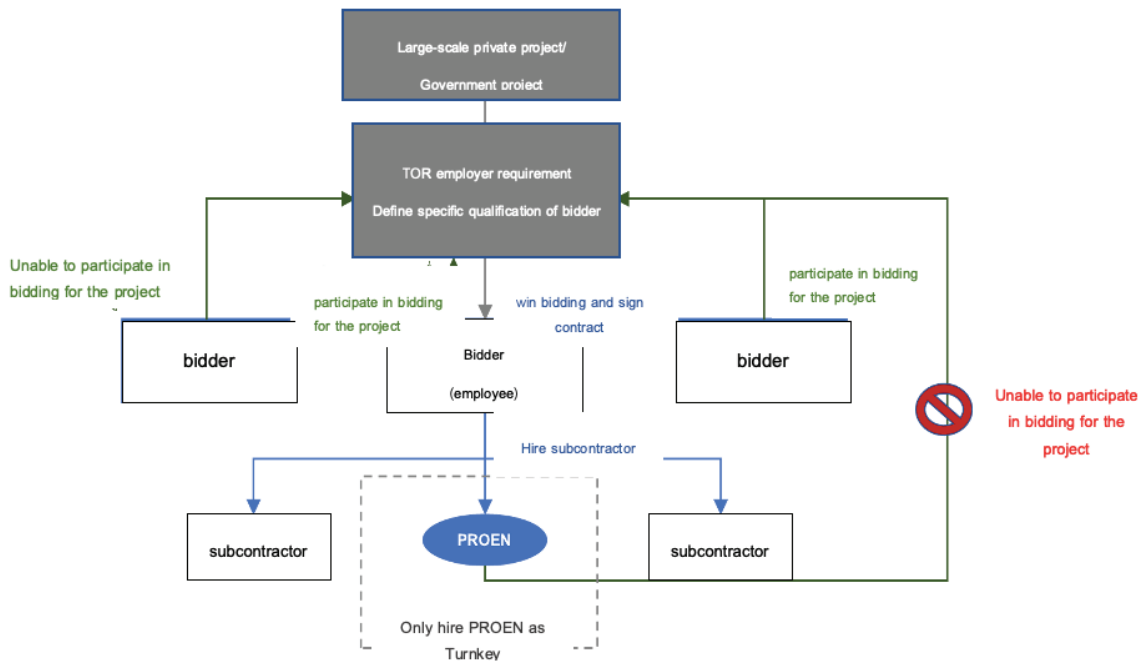 Large-scale private project/
Government project
TOR employer requirement
Define specific qualification of bidder
Unable to participate in
bidding for the project
participate in bidding
for the project
win bidding and sign
contract
participate in bidding
for the project
bidder
Bidder
(employee)
bidder
Unable to participate
in bidding for the
project
Hire subcontractor
subcontractor
PROEN
subcontractor
Only hire PROEN as
Turnkey